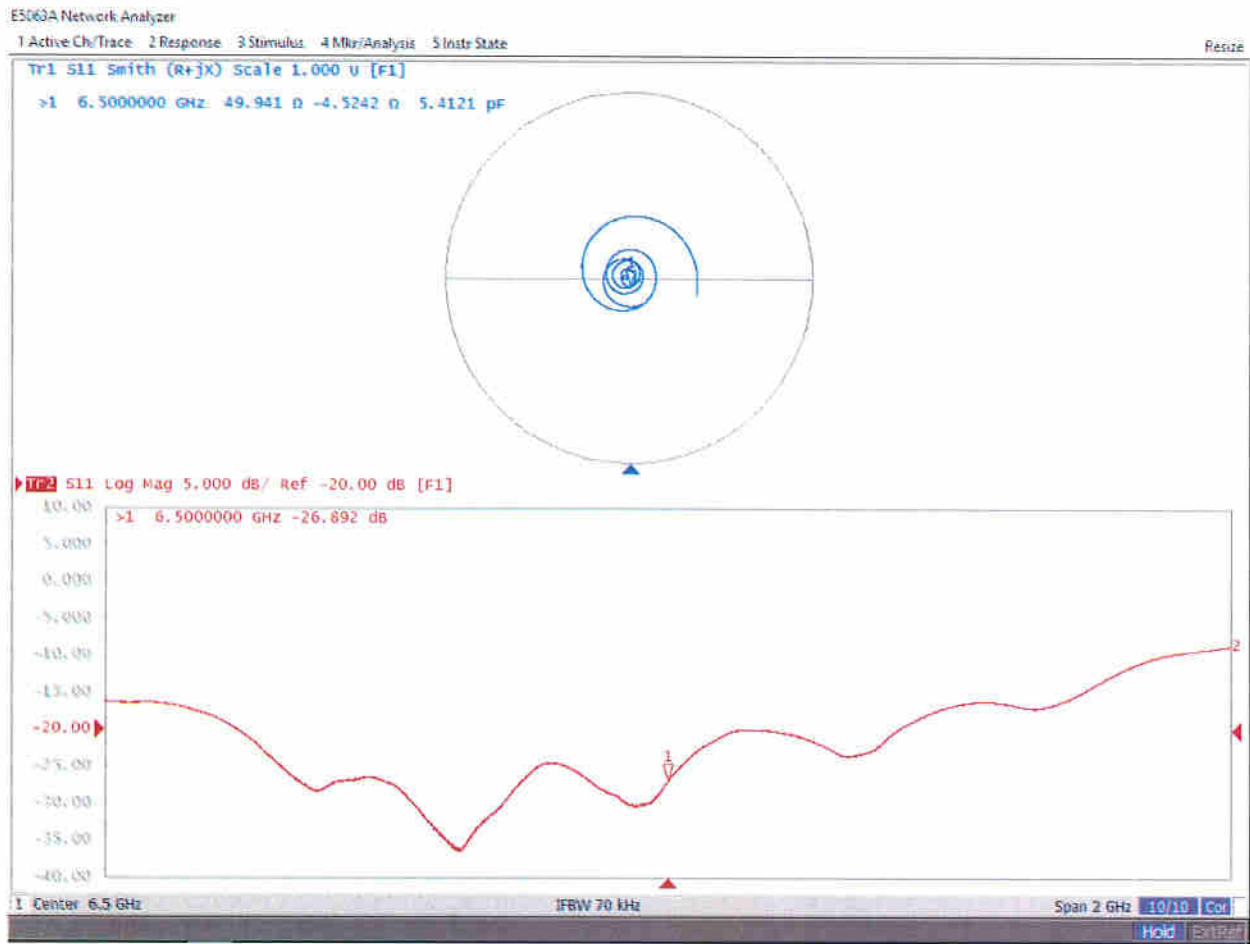 E5063A Network Analyzer
1 Active Ch/Trace 2 Response 3 Stimulus 4 Mkr/Analysis 5 Instr State Resize
Tr1 S11 Smith (R+jX) Scale 1.000 U [F1]
>1 6.5000000 GHz 49.941 Ω -4.5242 Ω 5.4121 pF
Tr2 S11 Log Mag 5.000 dB/ Ref -20.00 dB [F1]
10.00
>1 6.5000000 GHz -26.892 dB
5.000
0.000
-5.000
-10.00
2
-15.00
-20.00
1
-25.00
-30.00
-35.00
-40.00
1 Center 6.5 GHz IFBW 70 kHz Span 2 GHz 10/10 Cor
Hold ExtRef